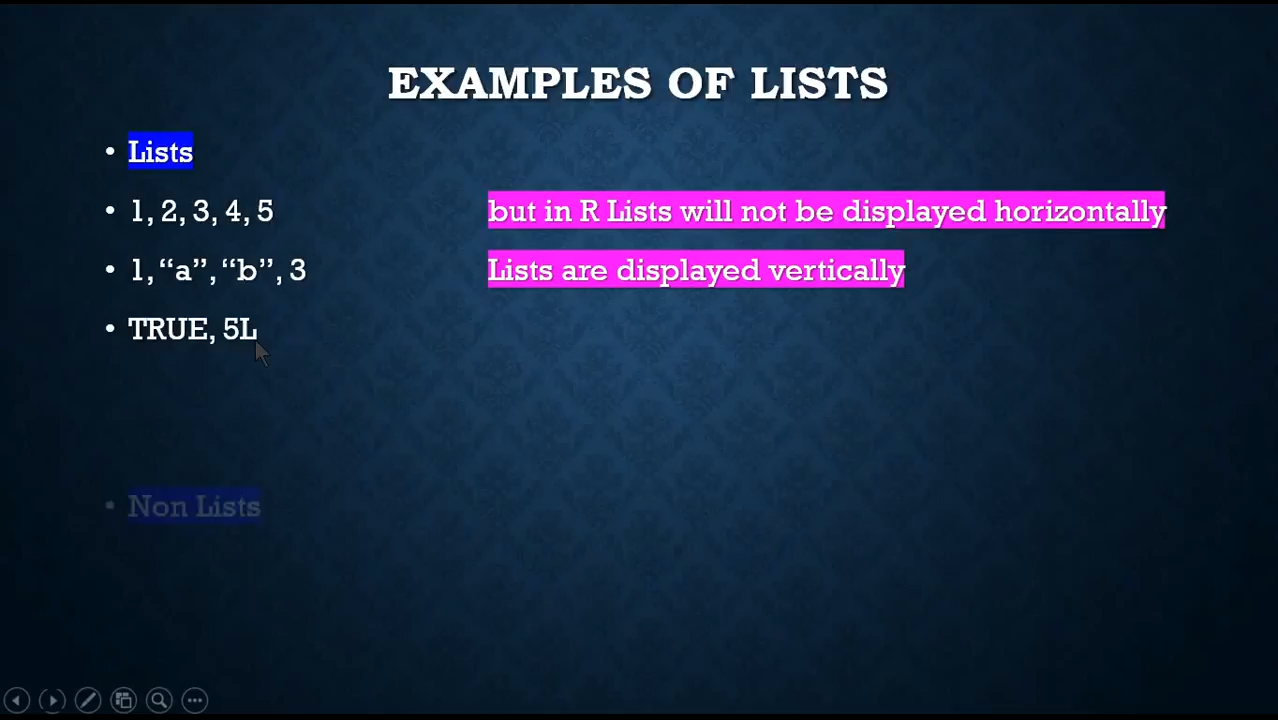 EXAMPLES OF LISTS
• Lists
• 1, 2, 3, 4, 5 but in R Lists will not be displayed horizontally
• 1, “a”, “b”, 3 Lists are displayed vertically
• TRUE, 5L
• Non Lists